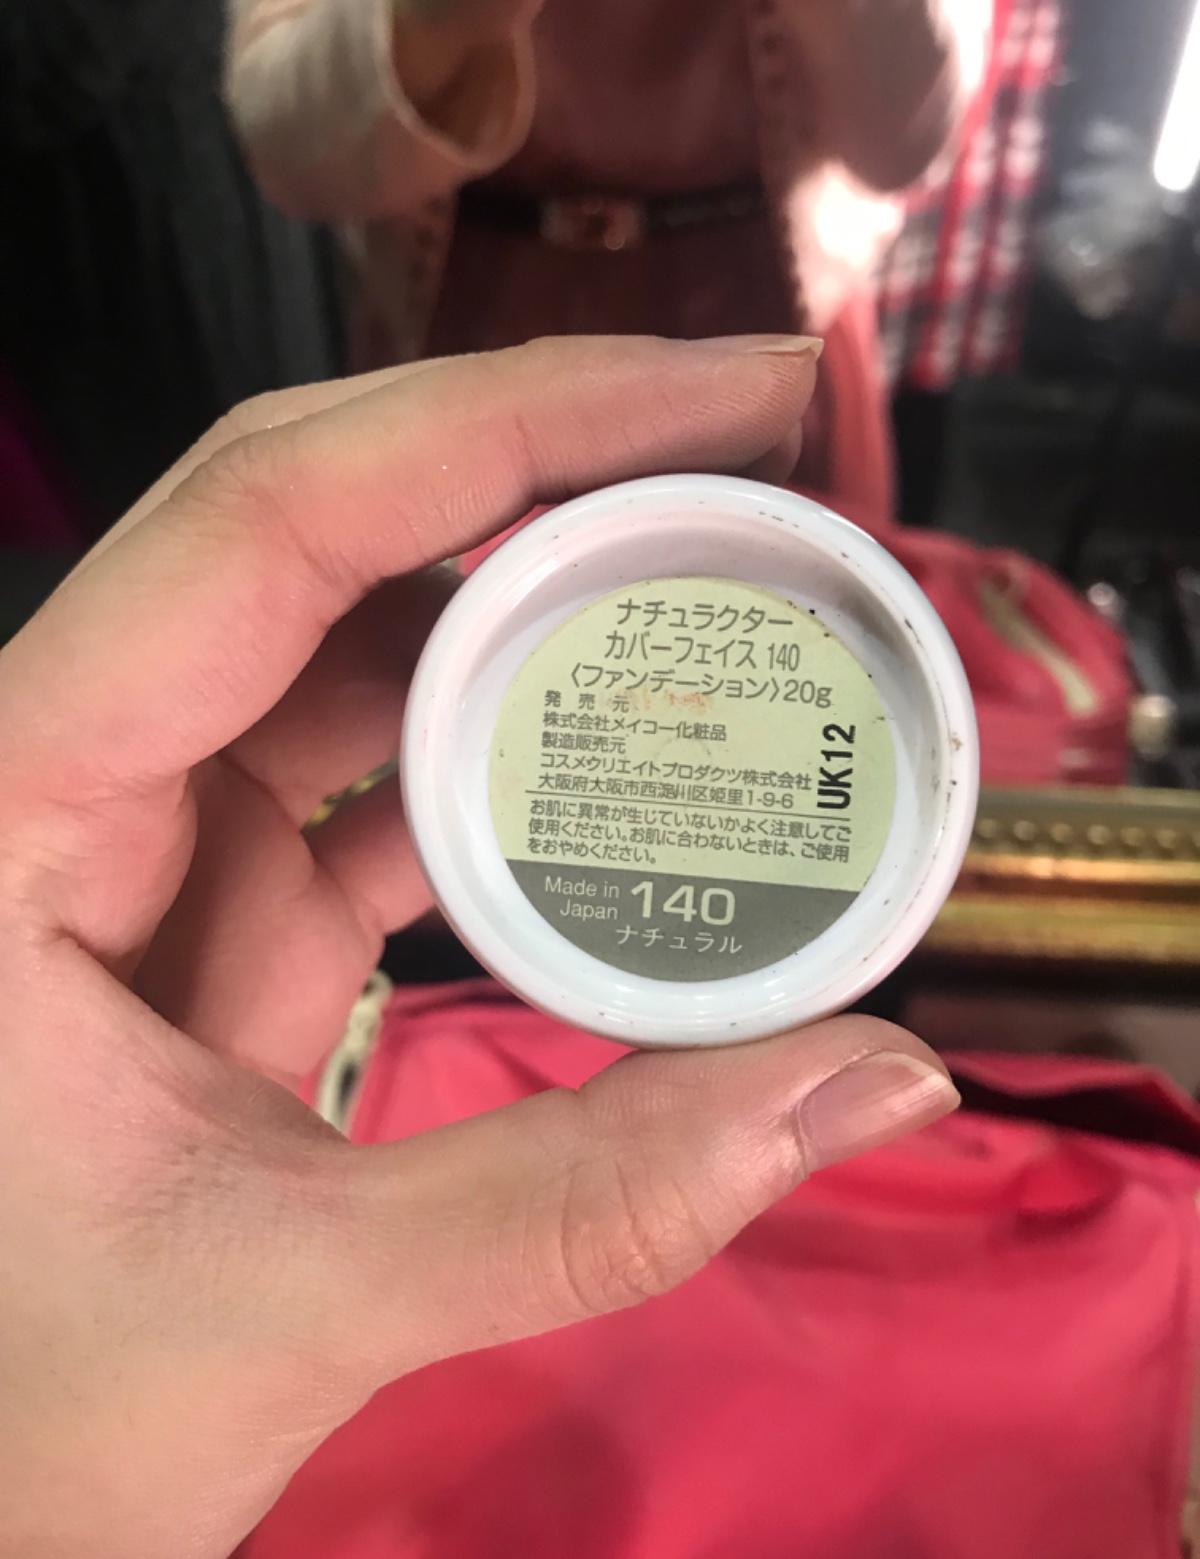 ナチュラクター
カバーフェイス 140
〈ファンデーション〉20g
発売元
株式会社メイコー化粧品
製造販売元
コスメウリエイトプロダクツ株式会社
大阪府大阪市西淀川区姫里1-9-6
UK12
お肌に異常が生じていないかよく注意してご
使用ください。お肌に合わないときは、ご使用
をおやめください。
Made in
Japan
140
ナチュラル